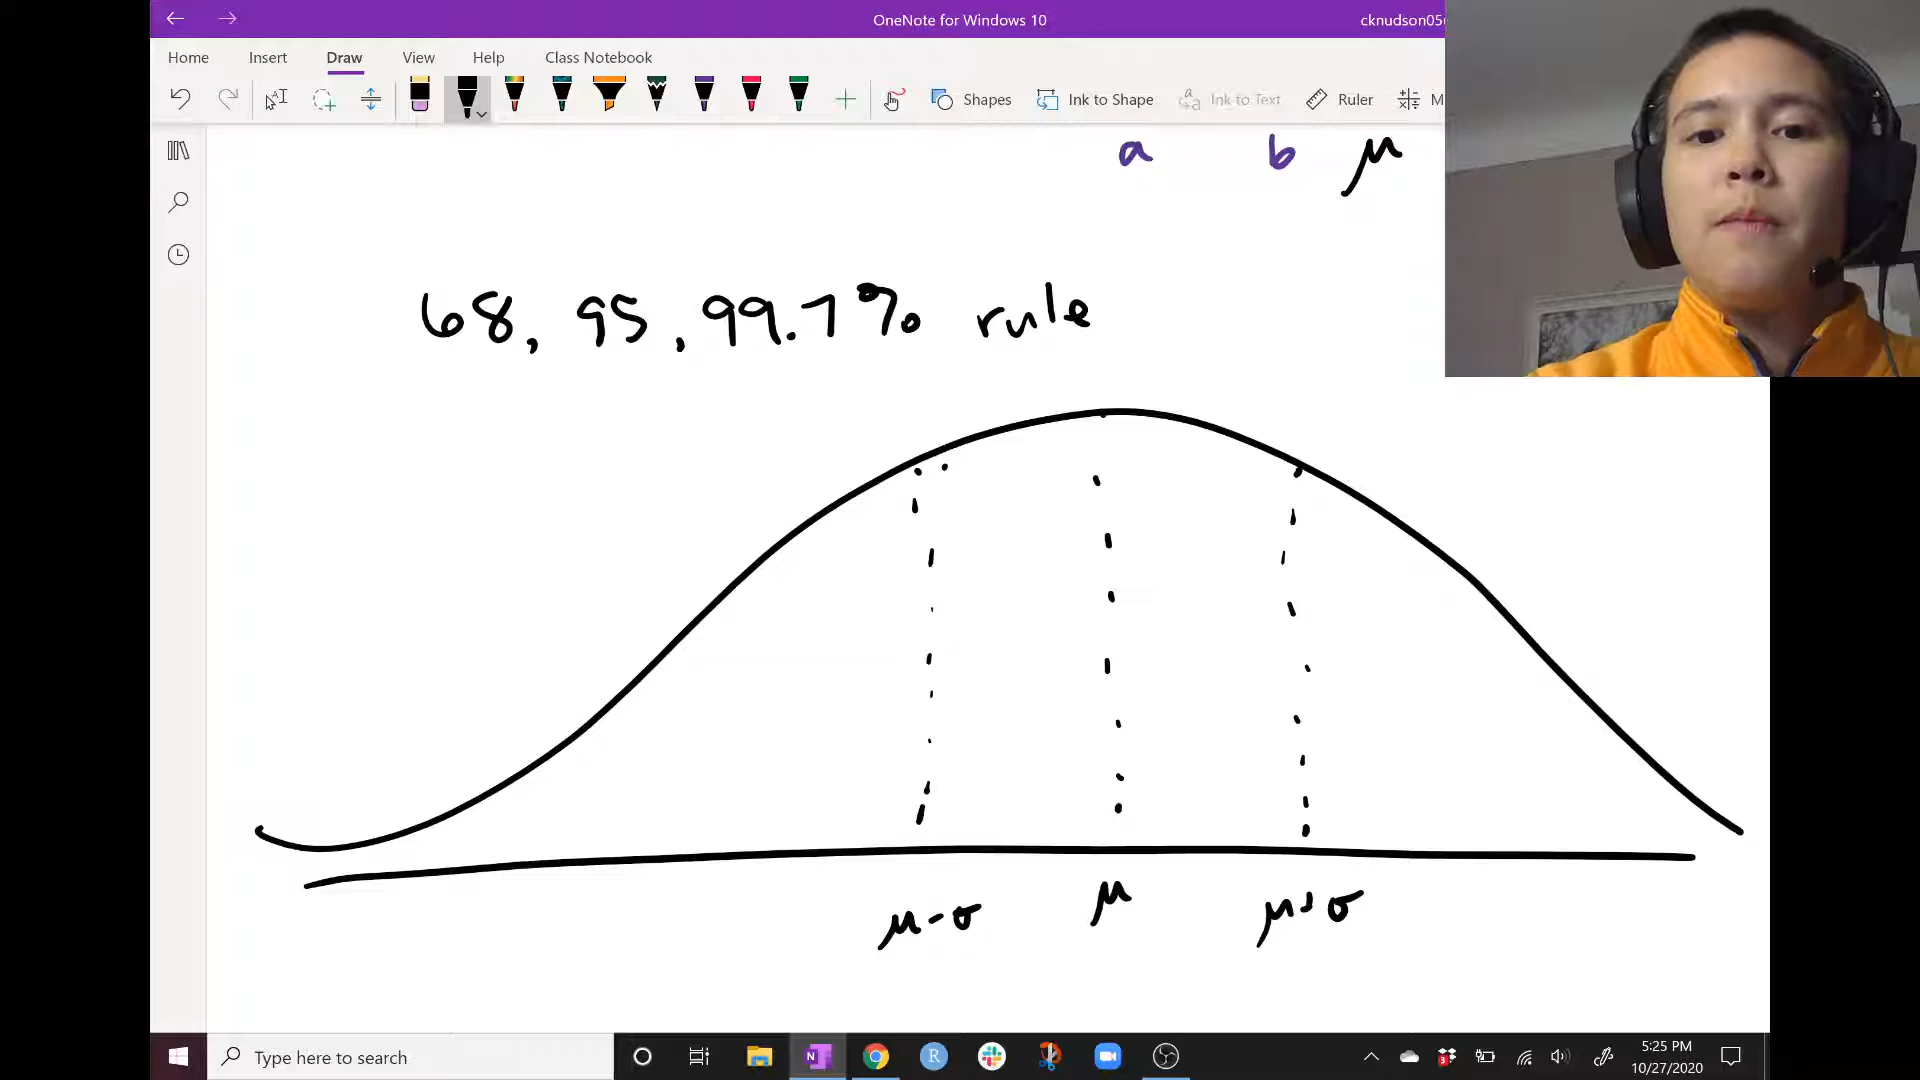 OneNote for Windows 10
cknudson05
Home Insert Draw View Help Class Notebook
Shapes Ink to Shape Ink to Text Ruler M
a b μ
68, 95, 99.7% rule
μ-σ μ μ+σ
Type here to search
5:25 PM
10/27/2020